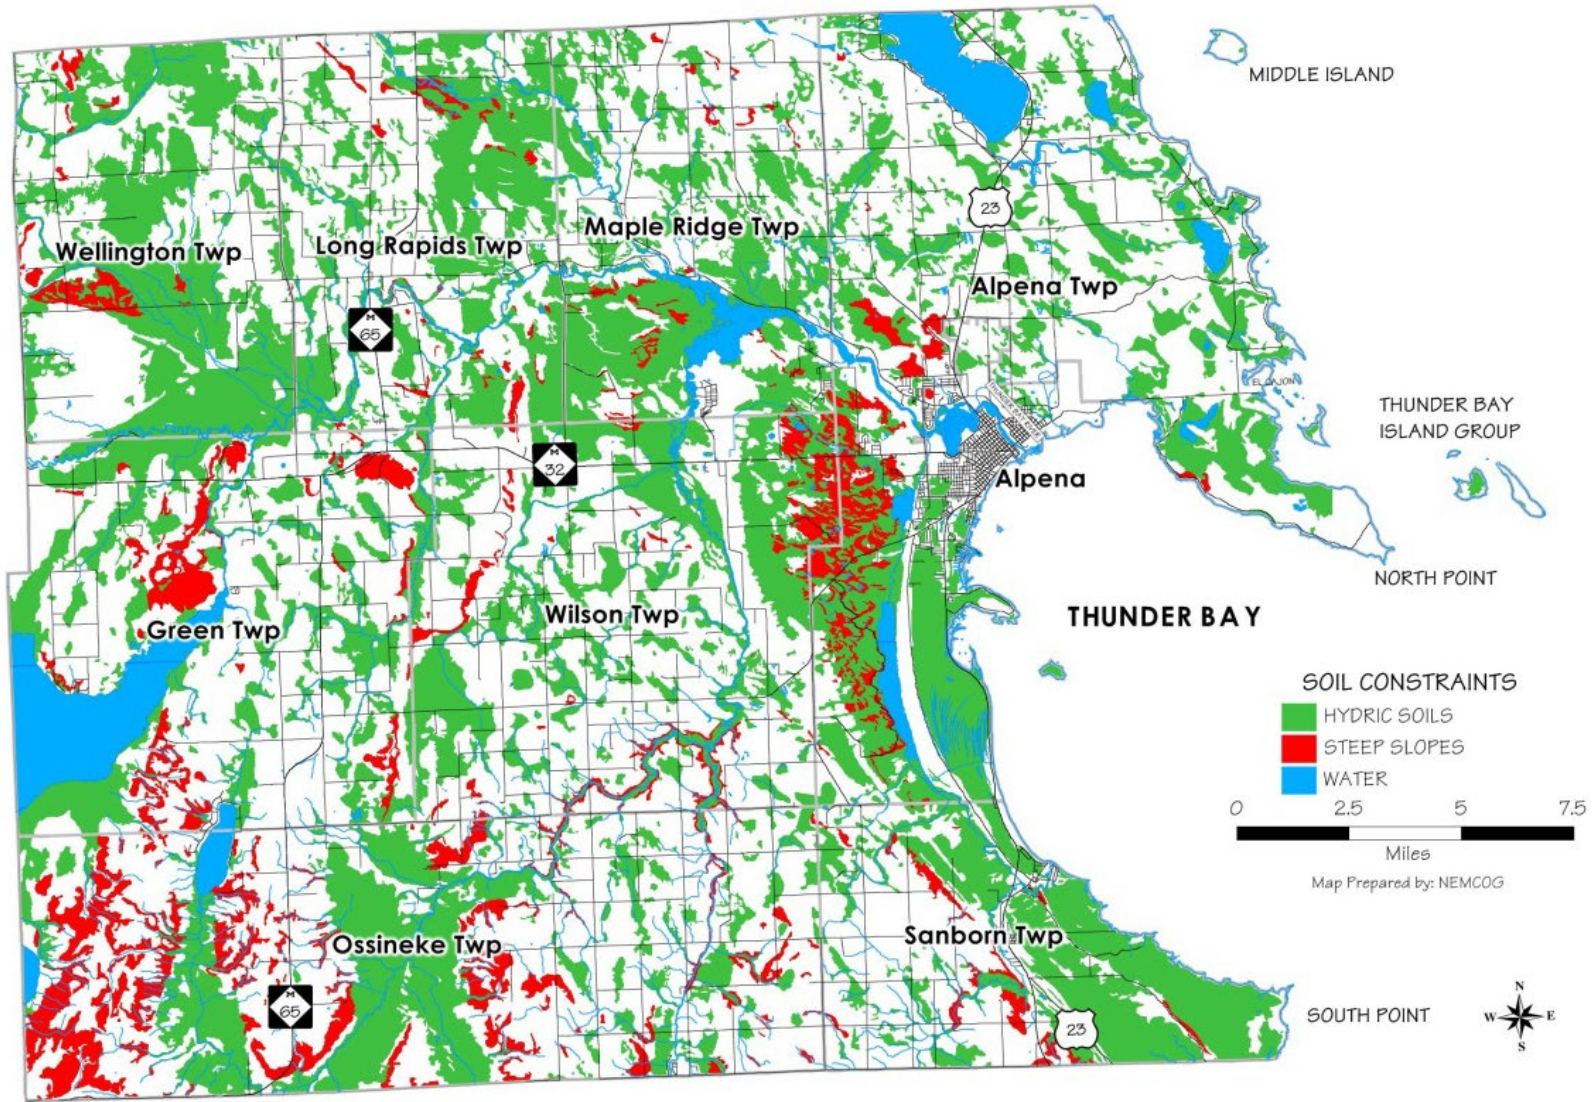 MIDDLE ISLAND
23
Maple Ridge Twp
Long Rapids Twp
Wellington Twp
Alpena Twp
M
65
EL CAJON
THUNDER BAY
ISLAND GROUP
M
32
Alpena
NORTH POINT
Wilson Twp
THUNDER BAY
Green Twp
SOIL CONSTRAINTS
HYDRIC SOILS
STEEP SLOPES
WATER
0 2.5 5 7.5
Miles
Map Prepared by: NEMCOG
Ossineke Twp
Sanborn Twp
M
65
23
SOUTH POINT
N
W E
S